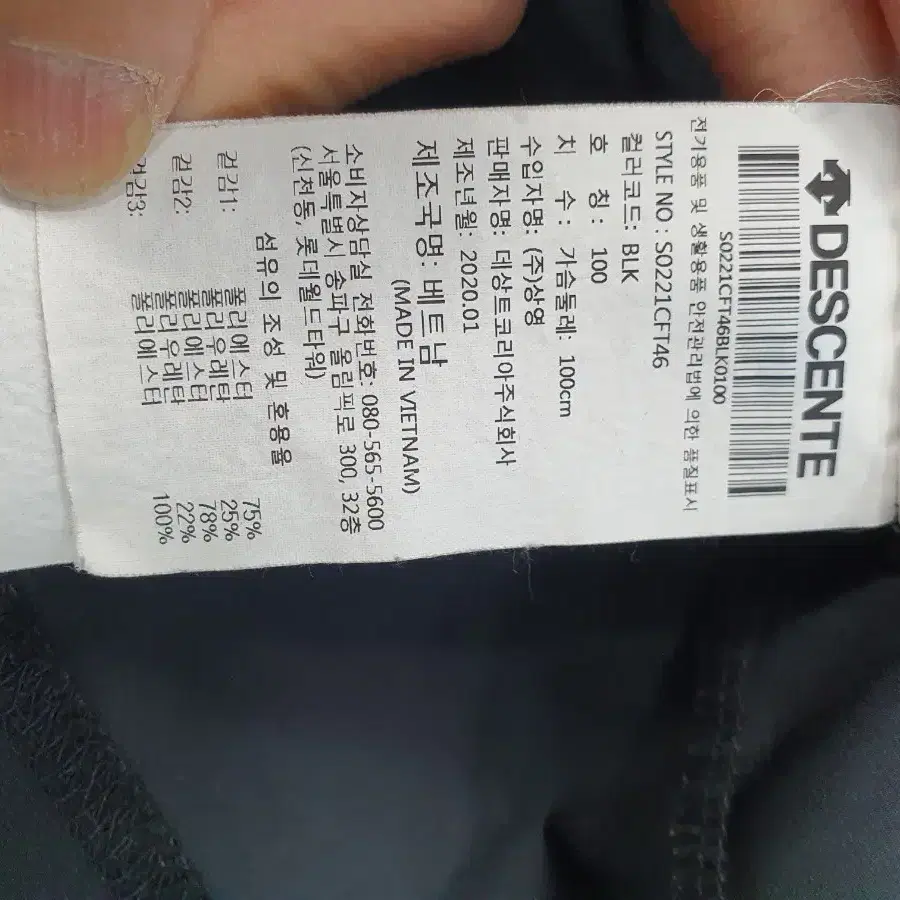 DESCENTE
S0221CFT46BLK0100
전기용품 및 생활용품 안전관리법에 의한 품질표시
STYLE NO : S0221CFT46
컬러코드: BLK
호 칭 : 100
치 수 : 가슴둘레: 100cm
수입자명: (주)상영
판매자명: 데상트코리아주식회사
제조년월: 2020.01
제조국명: 베트남
(MADE IN VIETNAM)
소비자상담실 전화번호: 080-565-5600
서울특별시 송파구 올림픽로 300, 32층
(신천동, 롯데월드타워)
섬유의 조성 및 혼용율
겉감1: 폴리에스터 75%
폴리우레탄 25%
겉감2: 폴리에스터 78%
폴리우레탄 22%
겉감3: 폴리에스터 100%